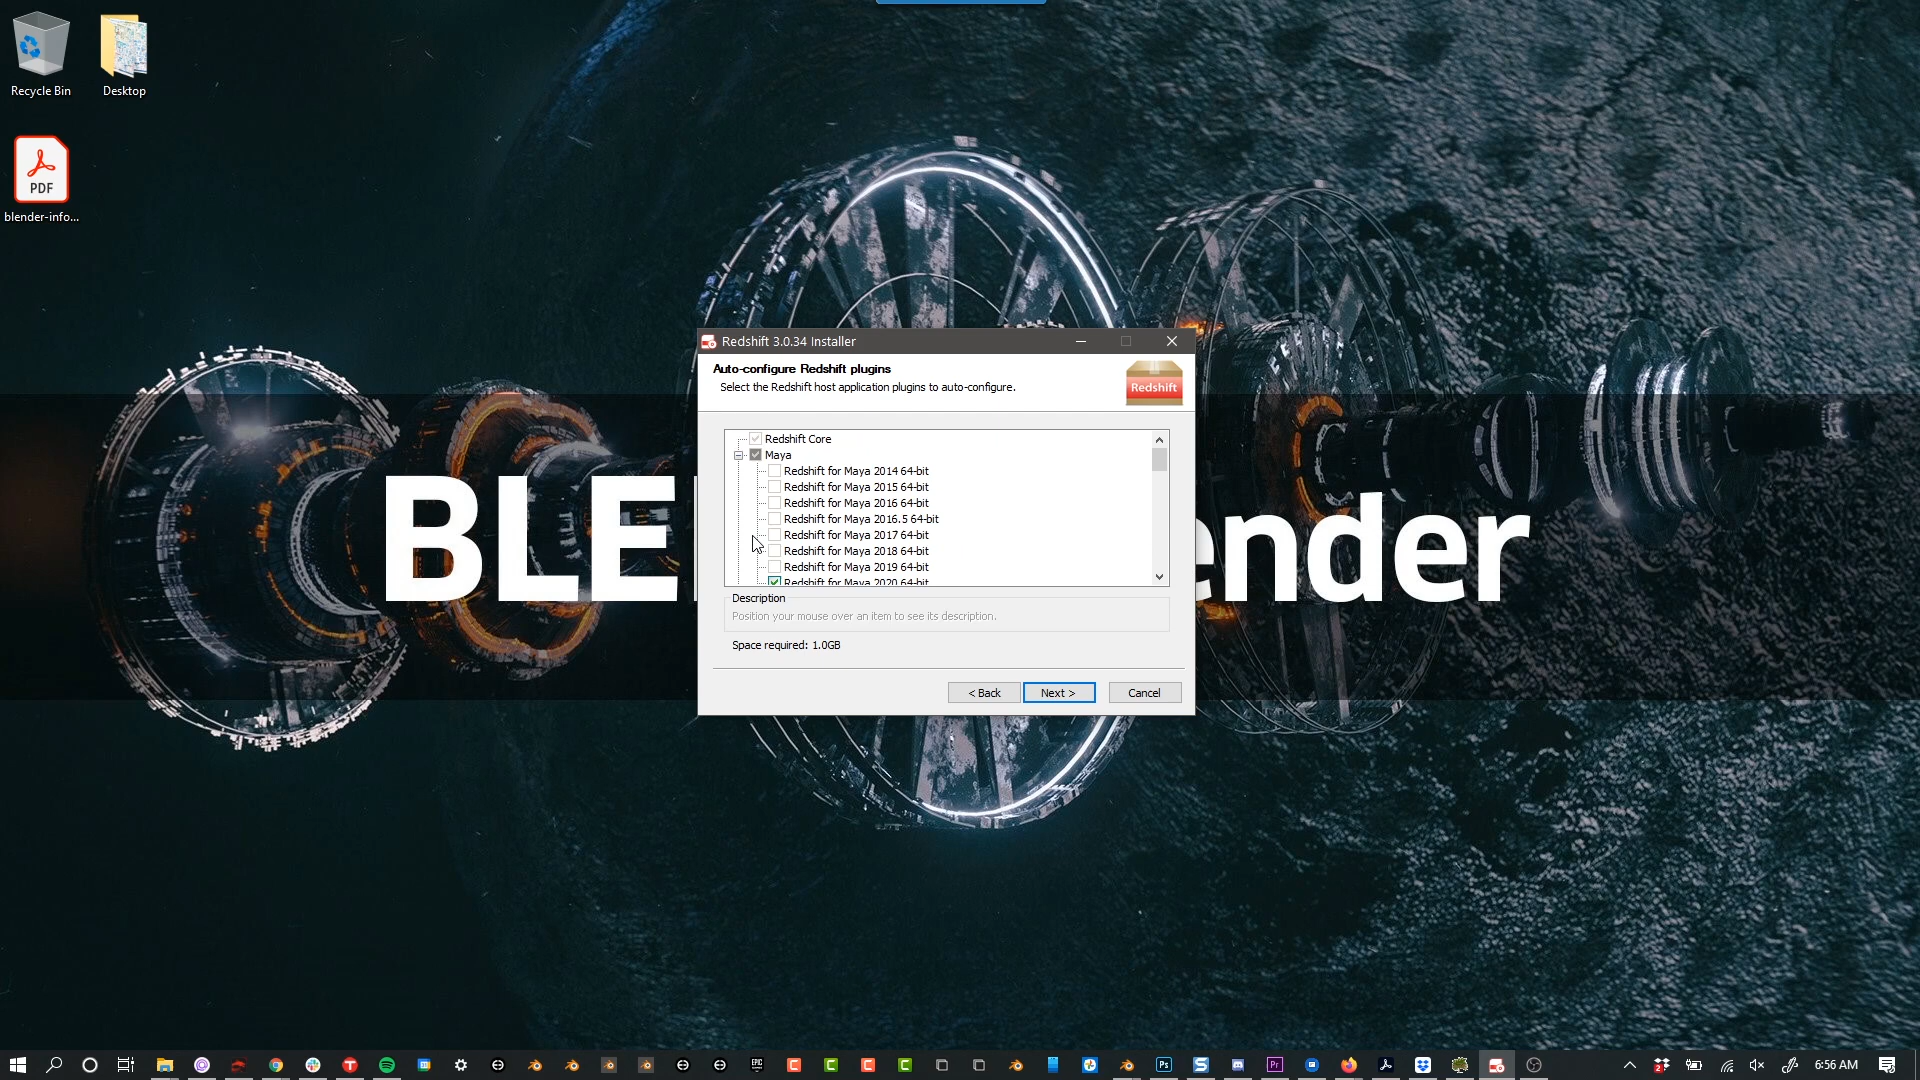 Recycle Bin
Desktop
PDF
blender-info...
BLE
ender
Redshift 3.0.34 Installer
Auto-configure Redshift plugins
Select the Redshift host application plugins to auto-configure.
Redshift
Redshift Core
Maya
Redshift for Maya 2014 64-bit
Redshift for Maya 2015 64-bit
Redshift for Maya 2016 64-bit
Redshift for Maya 2016.5 64-bit
Redshift for Maya 2017 64-bit
Redshift for Maya 2018 64-bit
Redshift for Maya 2019 64-bit
Redshift for Maya 2020 64-bit
Description
Position your mouse over an item to see its description.
Space required: 1.0GB
< Back
Next >
Cancel
EPIC
Ps
Pr
6:56 AM